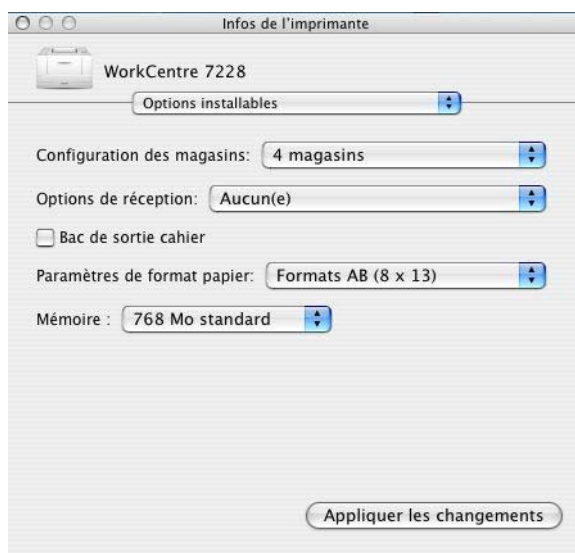 Infos de l'imprimante
WorkCentre 7228
Options installables
Configuration des magasins: 4 magasins
Options de réception: Aucun(e)
Bac de sortie cahier
Paramètres de format papier: Formats AB (8 x 13)
Mémoire : 768 Mo standard
Appliquer les changements